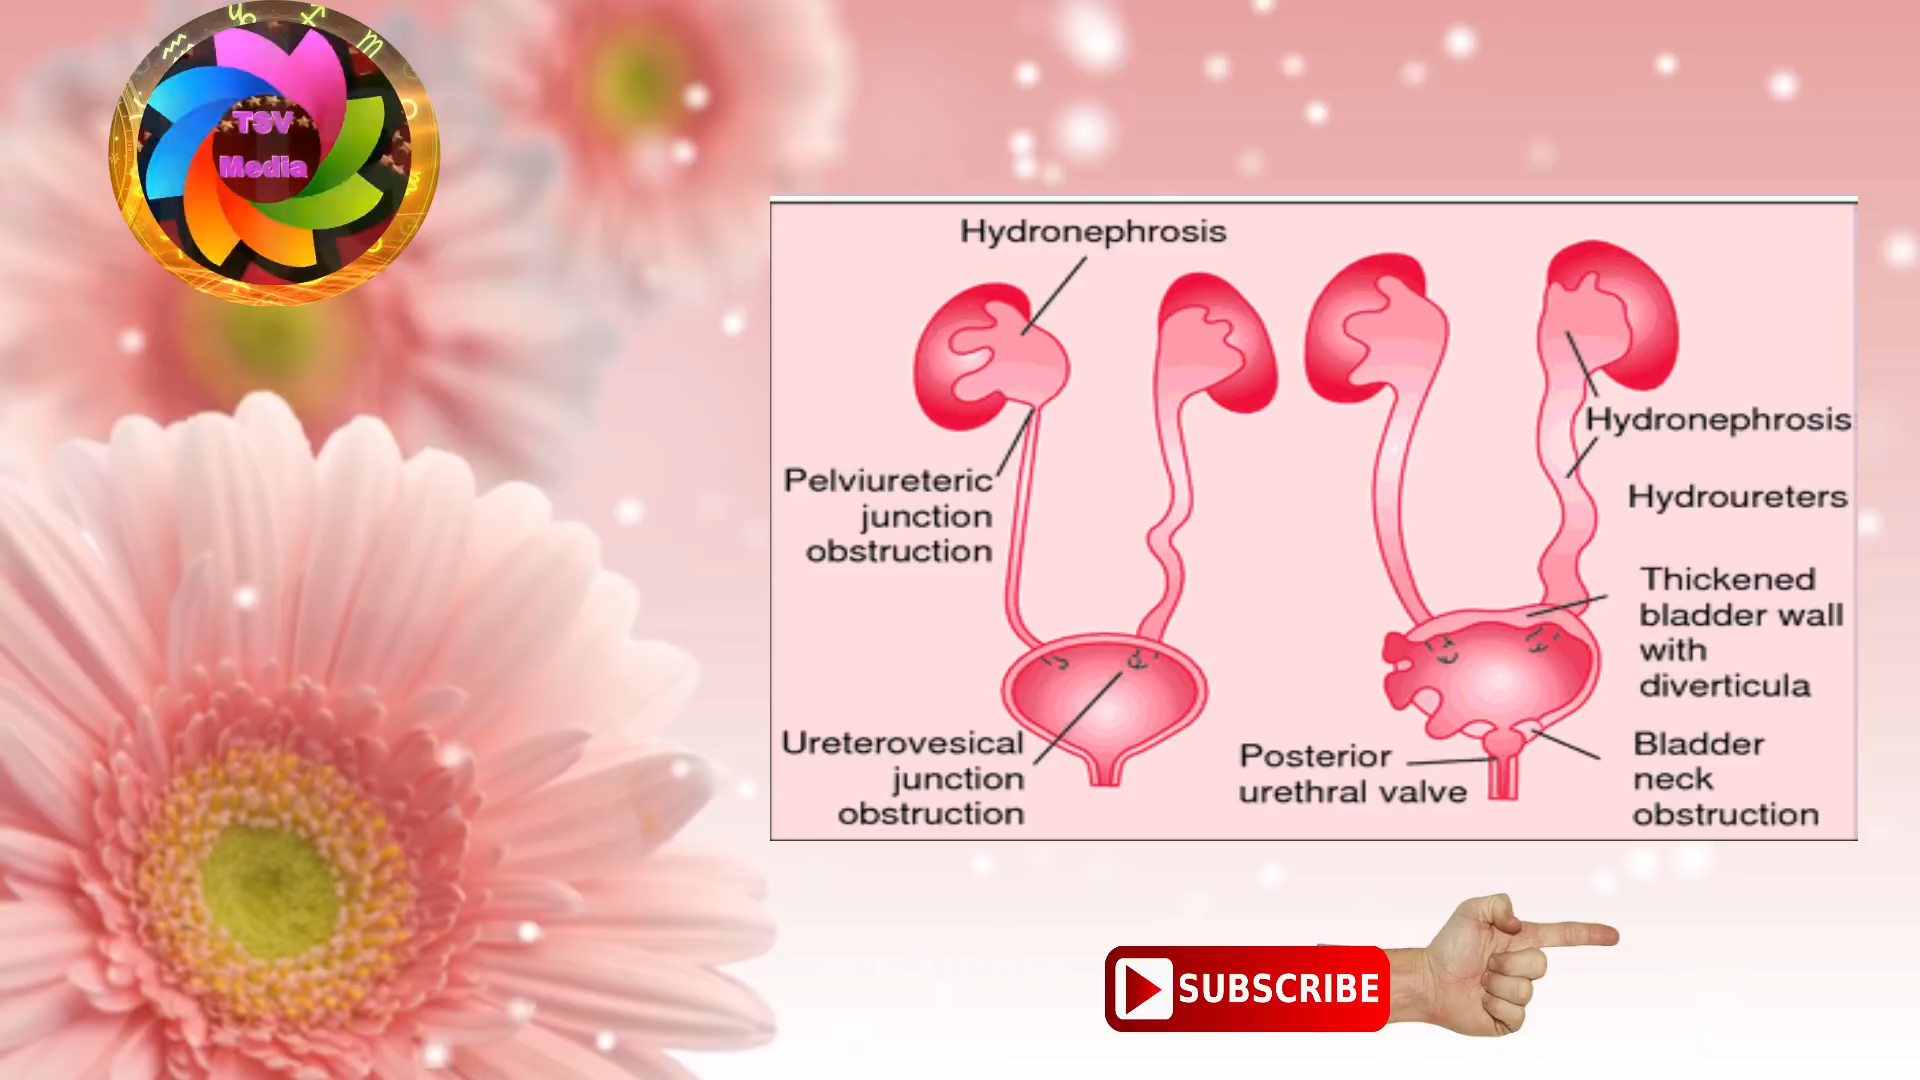 TSV
Media
Hydronephrosis
Pelviureteric
junction
obstruction
Ureterovesical
junction
obstruction
Hydronephrosis
Hydroureters
Thickened
bladder wall
with
diverticula
Posterior
urethral valve
Bladder
neck
obstruction
SUBSCRIBE